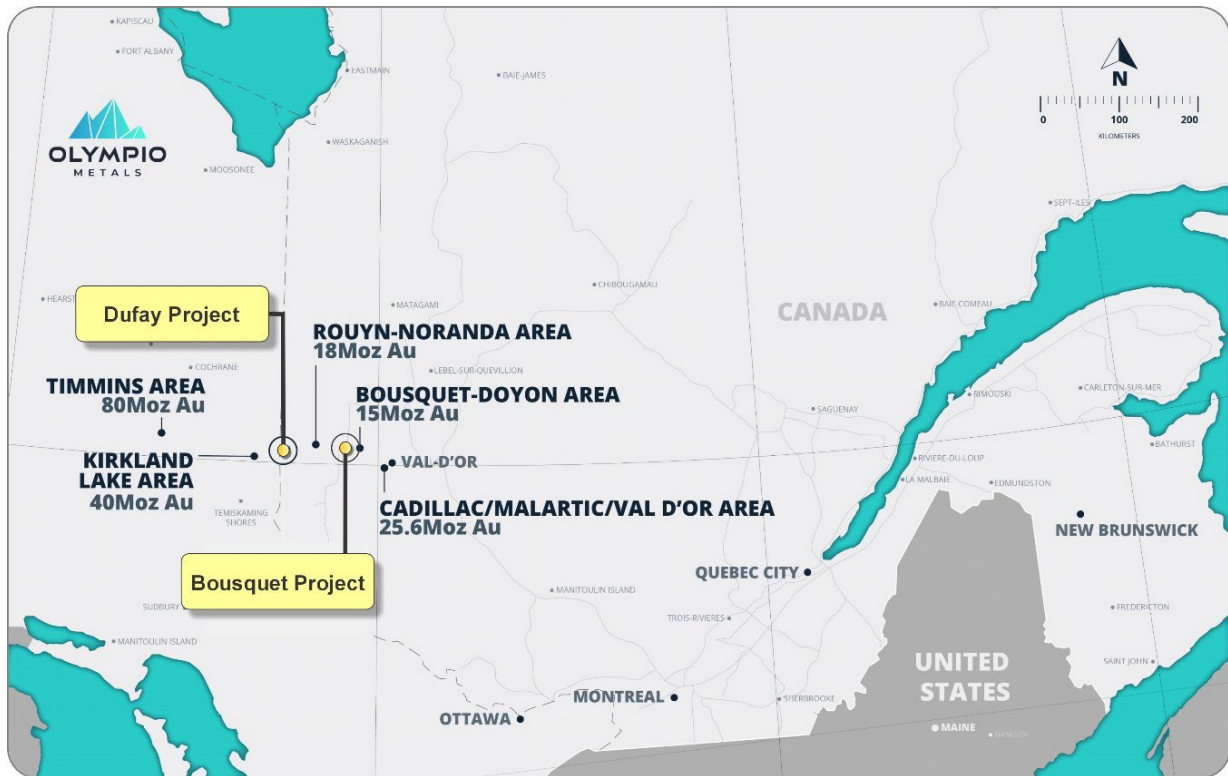 KAPISCAU
FORT ALBANY
EASTMAIN
BAIE-JAMES
N
0 100 200
KILOMETERS
OLYMPIO
METALS
WASKAGANISH
MOOSONEE
SEPT-ILES
HEARST
MATAGAMI
CHIBOUGAMAU
CANADA
BAIE-COMEAU
Dufay Project
ROUYN-NORANDA AREA
18Moz Au
COCHRANE
LEBEL-SUR-QUEVILLION
TIMMINS AREA
80Moz Au
BOUSQUET-DOYON AREA
15Moz Au
SAGUENAY
RIMOUSKI
CARLETON-SUR-MER
BATHURST
KIRKLAND
LAKE AREA
40Moz Au
VAL-D'OR
RIVIERE-DU-LOUP
LA MALBAIE
EDMUNDSTON
TEMISKAMING
SHORES
CADILLAC/MALARTIC/VAL D'OR AREA
25.6Moz Au
NEW BRUNSWICK
Bousquet Project
QUEBEC CITY
MANITOULIN ISLAND
SUDBURY
TROIS-RIVIERES
FREDERICTON
MANITOULIN ISLAND
UNITED
STATES
SAINT JOHN
MONTREAL
SHERBROOKE
OTTAWA
MAINE
BANGOR